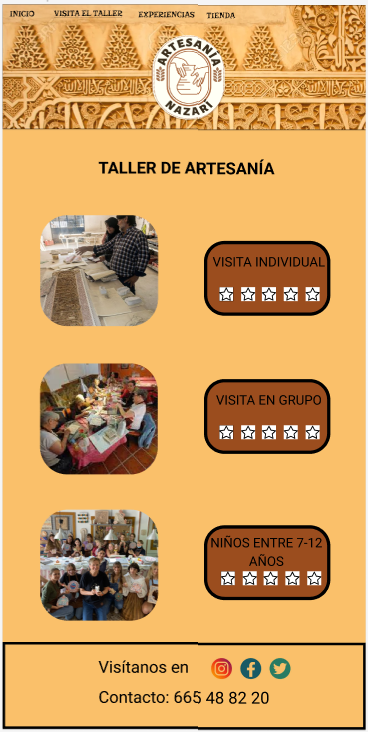 INICIO VISITA EL TALLER EXPERIENCIAS TIENDA
ARTESANÍA
NAZARI
TALLER DE ARTESANÍA
VISITA INDIVIDUAL
VISITA EN GRUPO
NIÑOS ENTRE 7-12
AÑOS
Visítanos en
Contacto: 665 48 82 20